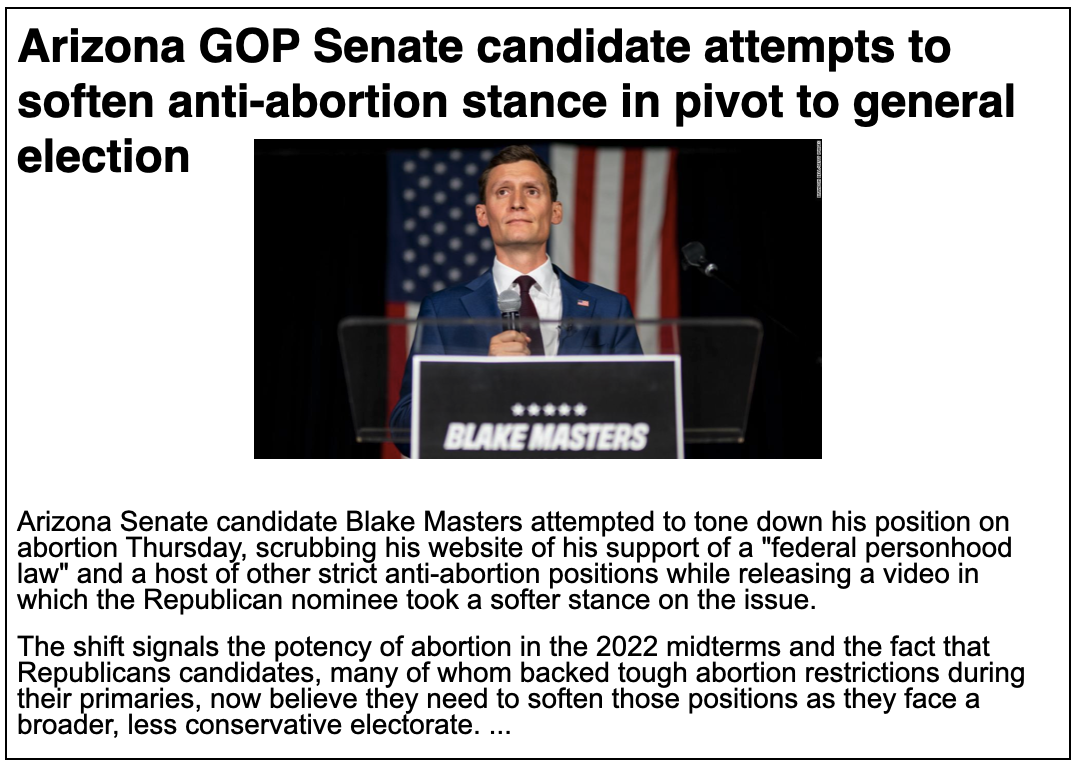 Arizona GOP Senate candidate attempts to
soften anti-abortion stance in pivot to general
election
BLAKE MASTERS
Arizona Senate candidate Blake Masters attempted to tone down his position on
abortion Thursday, scrubbing his website of his support of a "federal personhood
law" and a host of other strict anti-abortion positions while releasing a video in
which the Republican nominee took a softer stance on the issue.
The shift signals the potency of abortion in the 2022 midterms and the fact that
Republicans candidates, many of whom backed tough abortion restrictions during
their primaries, now believe they need to soften those positions as they face a
broader, less conservative electorate. ...